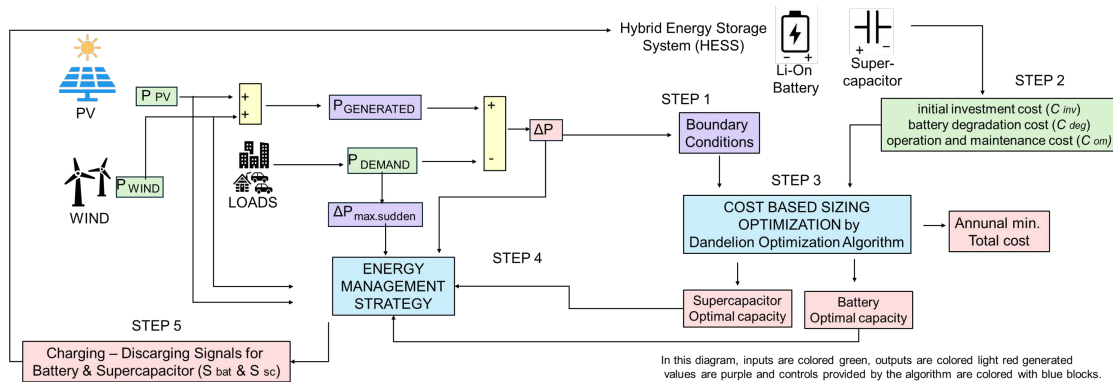 Hybrid Energy Storage
System (HESS)
- +
Li-On
Battery
+ -
Super-
capacitor
STEP 2
PV
P PV
+
+
P GENERATED
+
-
ΔP
STEP 1
Boundary
Conditions
initial investment cost (C inv)
battery degradation cost (C deg)
operation and maintenance cost (C om)
WIND
P WIND
LOADS
P DEMAND
ΔP max.sudden
STEP 3
COST BASED SIZING
OPTIMIZATION by
Dandelion Optimization Algorithm
Annunal min.
Total cost
ENERGY
MANAGEMENT
STRATEGY
STEP 4
Supercapacitor
Optimal capacity
Battery
Optimal capacity
STEP 5
Charging – Discarging Signals for
Battery & Supercapacitor (S bat & S sc)
In this diagram, inputs are colored green, outputs are colored light red generated
values are purple and controls provided by the algorithm are colored with blue blocks.